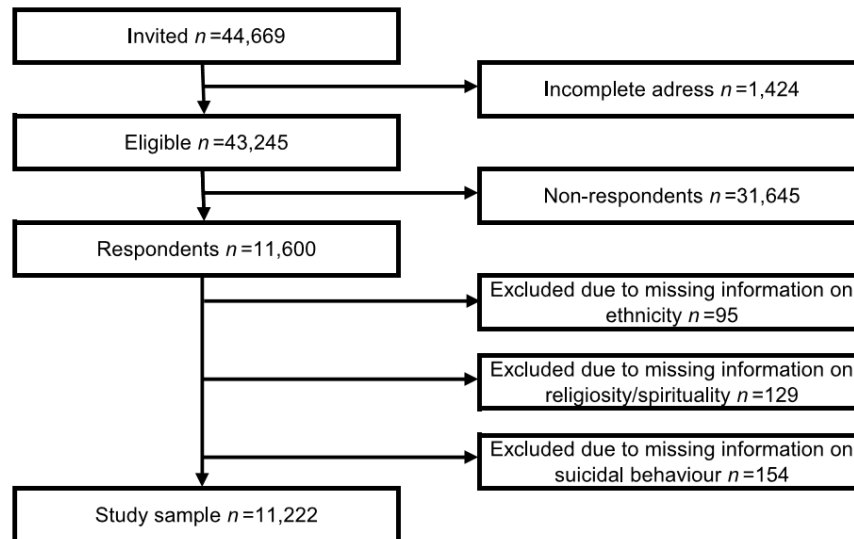 Invited n=44,669
Incomplete adress n=1,424
Eligible n=43,245
Non-respondents n=31,645
Respondents n=11,600
Excluded due to missing information on
ethnicity n=95
Excluded due to missing information on
religiosity/spirituality n=129
Excluded due to missing information on
suicidal behaviour n=154
Study sample n=11,222